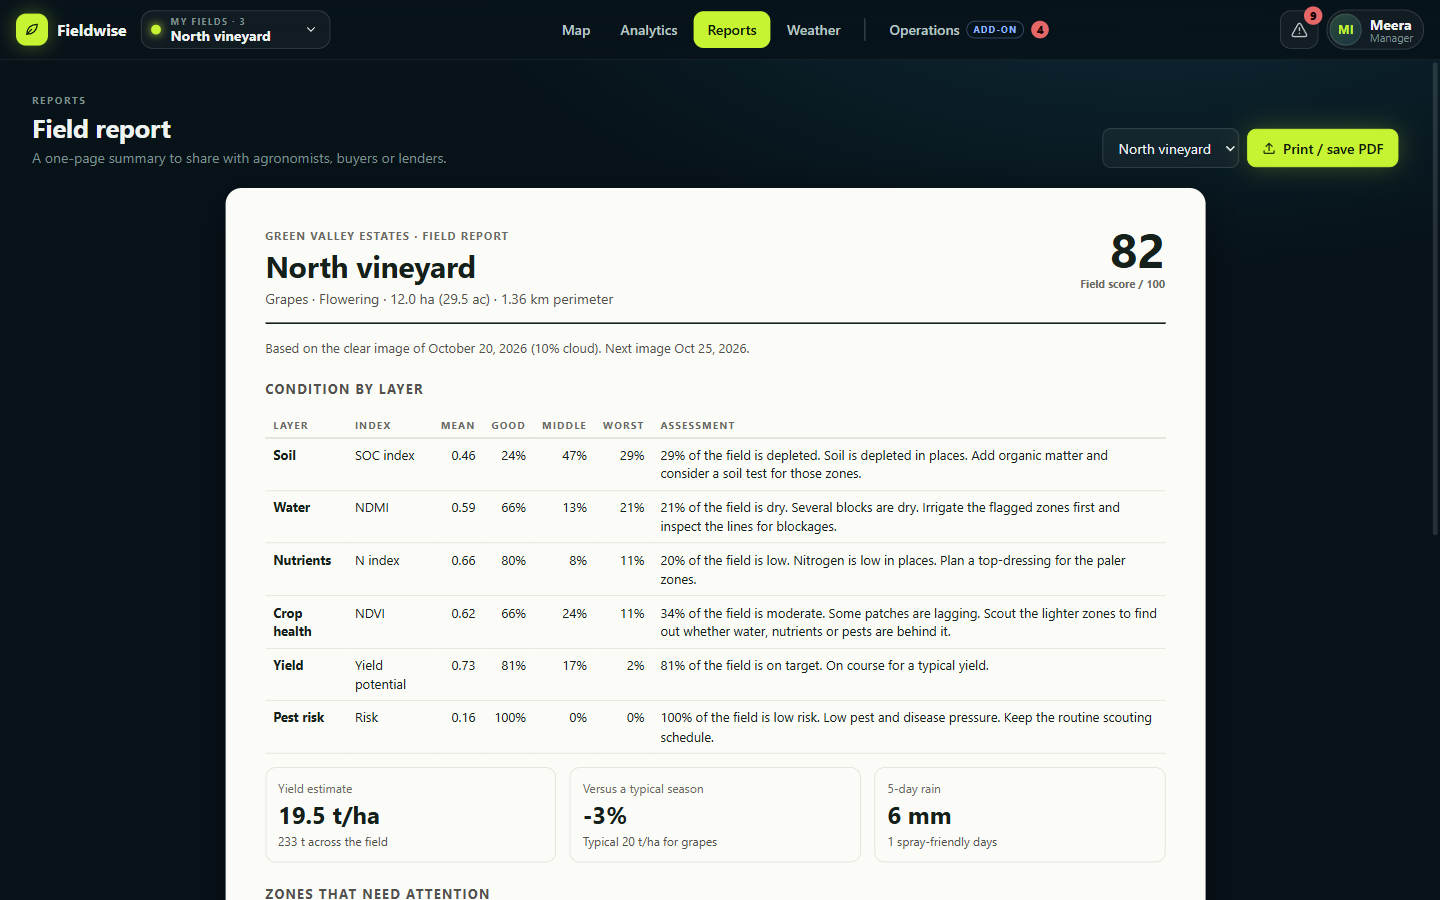 Fieldwise
MY FIELDS · 3
North vineyard
Map
Analytics
Reports
Weather
Operations ADD-ON 4
9
MI
Meera
Manager
REPORTS
Field report
A one-page summary to share with agronomists, buyers or lenders.
North vineyard
Print / save PDF
GREEN VALLEY ESTATES · FIELD REPORT
North vineyard
Grapes · Flowering · 12.0 ha (29.5 ac) · 1.36 km perimeter
82
Field score / 100
Based on the clear image of October 20, 2026 (10% cloud). Next image Oct 25, 2026.
CONDITION BY LAYER
LAYER INDEX MEAN GOOD MIDDLE WORST ASSESSMENT
Soil SOC index 0.46 24% 47% 29% 29% of the field is depleted. Soil is depleted in places. Add organic matter and
consider a soil test for those zones.
Water NDMI 0.59 66% 13% 21% 21% of the field is dry. Several blocks are dry. Irrigate the flagged zones first and
inspect the lines for blockages.
Nutrients N index 0.66 80% 8% 11% 20% of the field is low. Nitrogen is low in places. Plan a top-dressing for the paler
zones.
Crop NDVI 0.62 66% 24% 11% 34% of the field is moderate. Some patches are lagging. Scout the lighter zones to find
health out whether water, nutrients or pests are behind it.
Yield Yield 0.73 81% 17% 2% 81% of the field is on target. On course for a typical yield.
potential
Pest risk Risk 0.16 100% 0% 0% 100% of the field is low risk. Low pest and disease pressure. Keep the routine scouting
schedule.
Yield estimate
19.5 t/ha
233 t across the field
Versus a typical season
-3%
Typical 20 t/ha for grapes
5-day rain
6 mm
1 spray-friendly days
ZONES THAT NEED ATTENTION